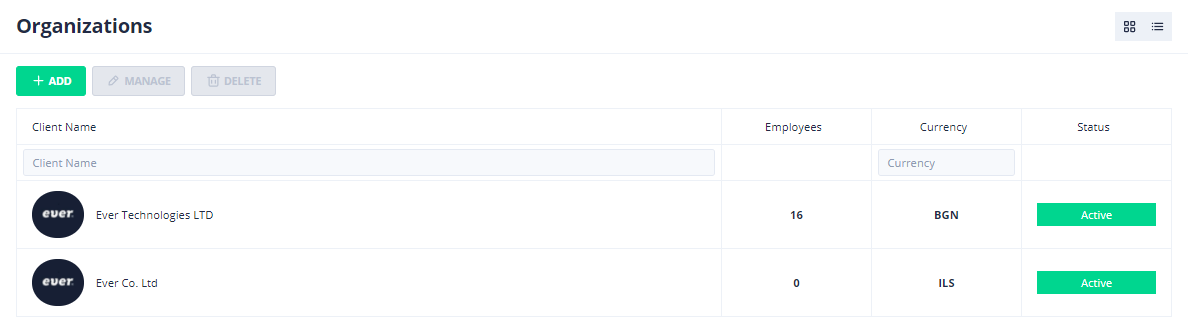 Organizations
ADD MANAGE DELETE
Client Name Employees Currency Status
Client Name Currency
ever. Ever Technologies LTD 16 BGN Active
ever. Ever Co. Ltd 0 ILS Active